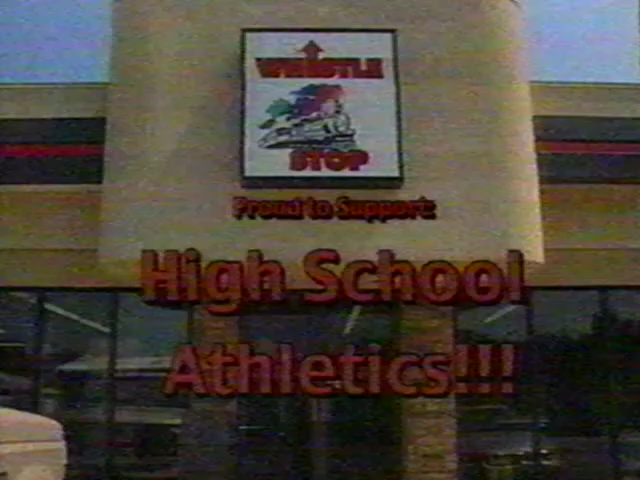 WHISTLE
STOP
Proud to Support:
High School
Athletics!!!